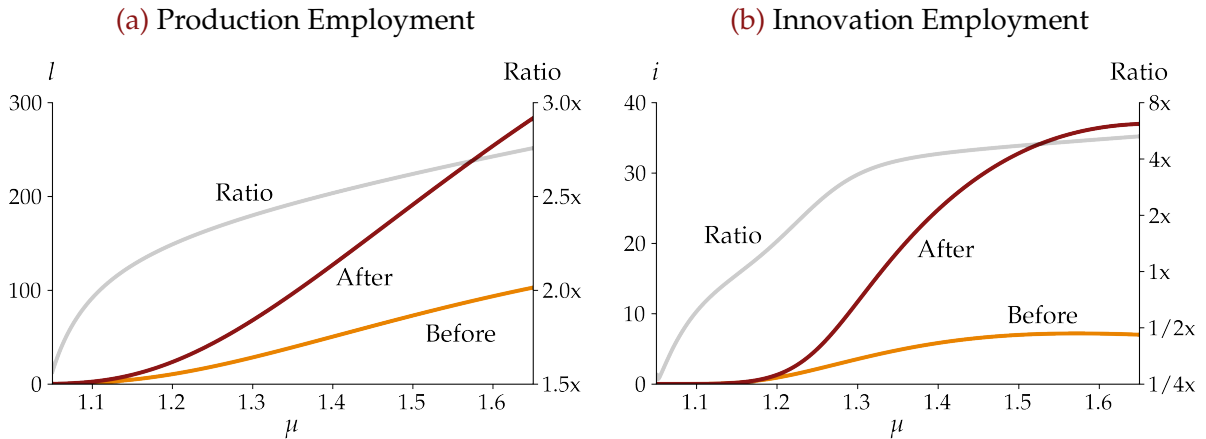 (a) Production Employment
l
Ratio
300
200
100
0
3.0x
2.5x
2.0x
1.5x
Ratio
After
Before
1.1 1.2 1.3 1.4 1.5 1.6
μ
(b) Innovation Employment
i
Ratio
40
30
20
10
0
8x
4x
2x
1x
1/2x
1/4x
Ratio
After
Before
1.1 1.2 1.3 1.4 1.5 1.6
μ